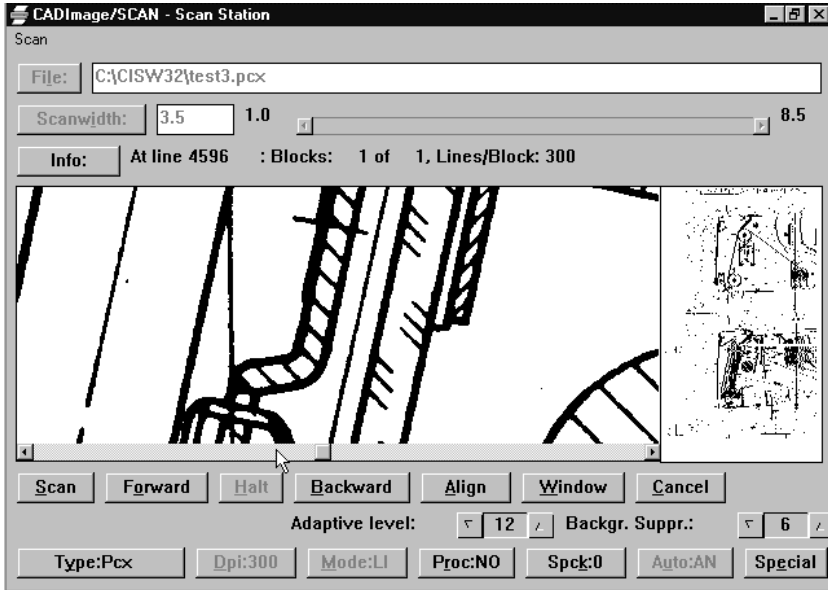 CADImage/SCAN - Scan Station
Scan
File: C:\CISW32\test3.pcx
Scanwidth: 3.5 1.0 8.5
Info: At line 4596 : Blocks: 1 of 1, Lines/Block: 300
Scan Forward Halt Backward Align Window Cancel
Adaptive level: 12 Backgr. Suppr.: 6
Type:Pcx Dpi:300 Mode:LI Proc:NO Spck:0 Auto:AN Special